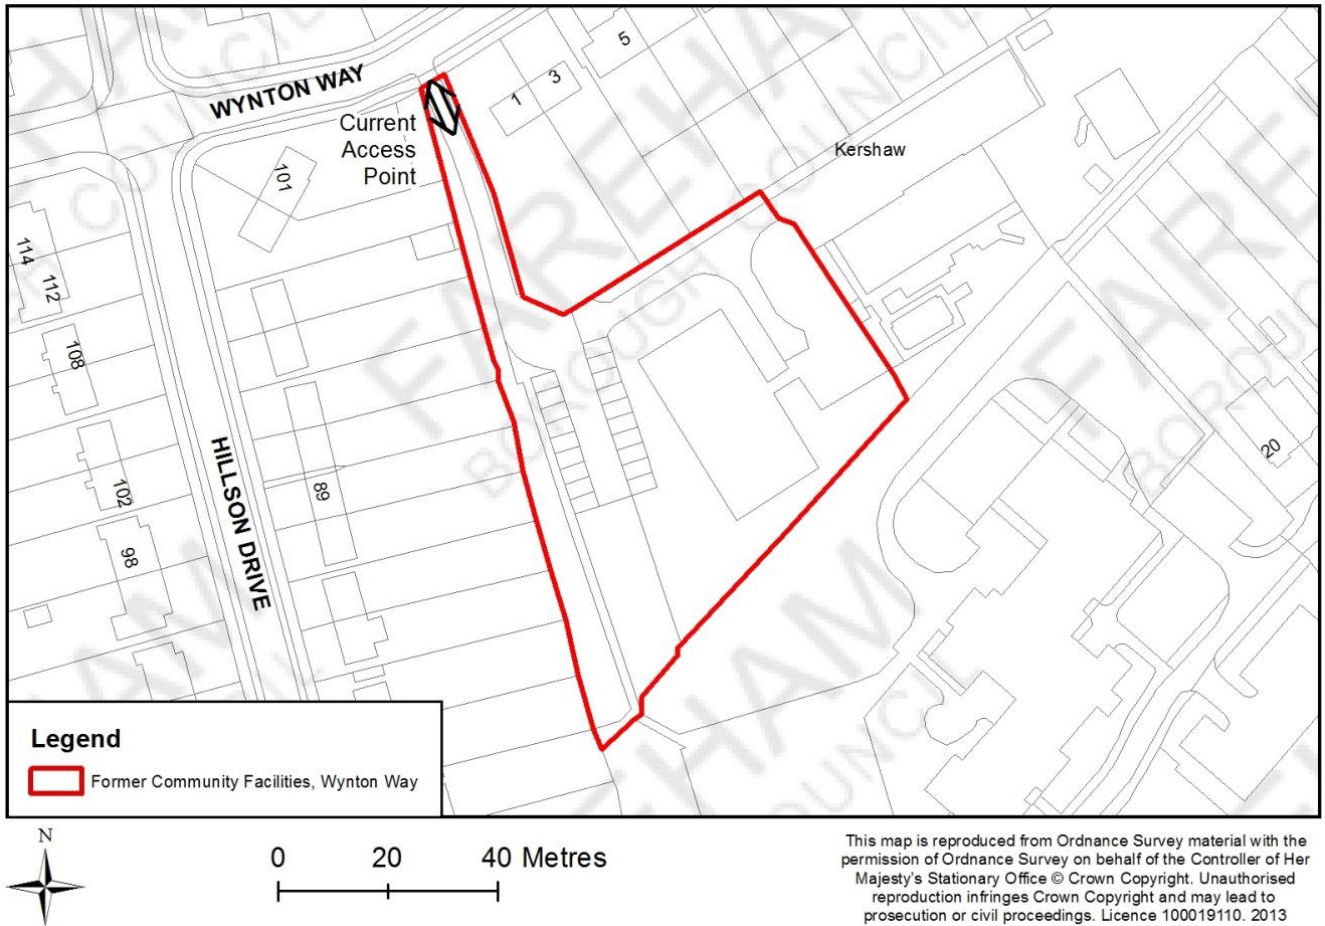 WYNTON WAY
Current
Access
Point
1
3
5
Kershaw
101
114
112
108
102
98
89
HILLSON DRIVE
20
FAREHAM
BOROUGH COUNCIL
Legend
Former Community Facilities, Wynton Way
N
0 20 40 Metres
This map is reproduced from Ordnance Survey material with the
permission of Ordnance Survey on behalf of the Controller of Her
Majesty's Stationary Office © Crown Copyright. Unauthorised
reproduction infringes Crown Copyright and may lead to
prosecution or civil proceedings. Licence 100019110. 2013